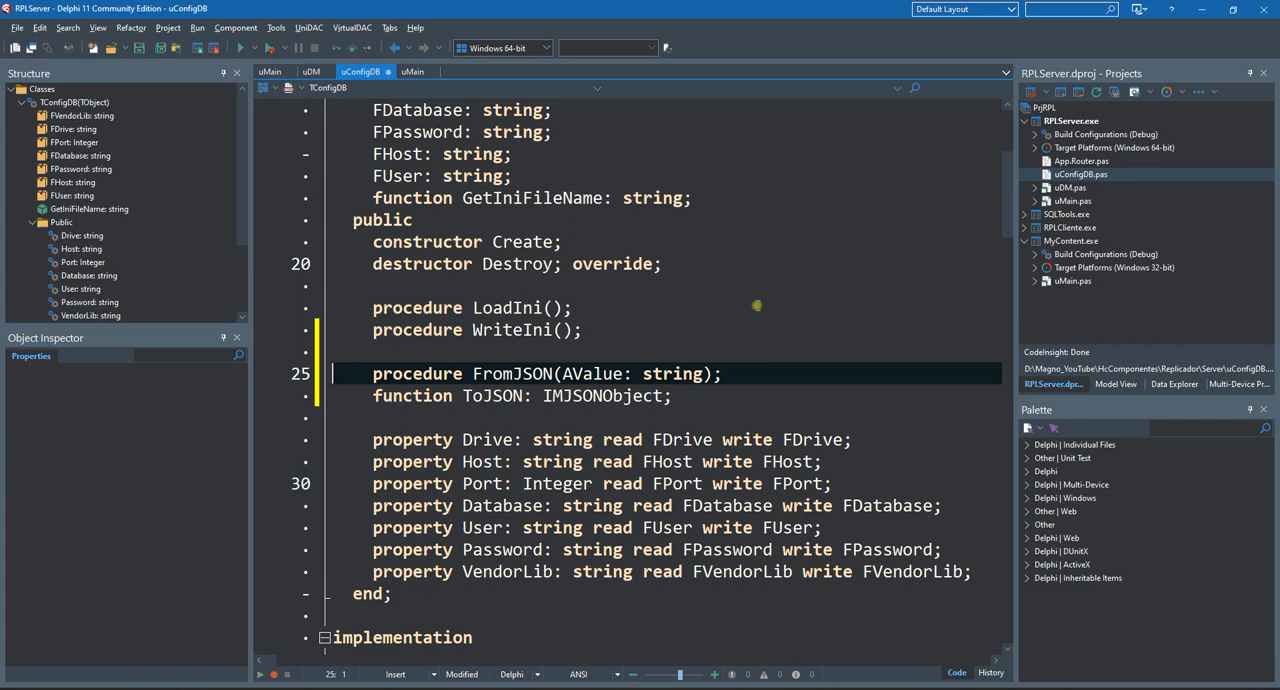 RPLServer - Delphi 11 Community Edition - uConfigDB
Default Layout
File Edit Search View Refactor Project Run Component Tools UniDAC VirtualDAC Tabs Help
Windows 64-bit
Structure
Classes
TConfigDB(TObject)
FVendorLib: string
FDrive: string
FPort: Integer
FDatabase: string
FPassword: string
FHost: string
FUser: string
GetIniFileName: string
Public
Drive: string
Host: string
Port: Integer
Database: string
User: string
Password: string
VendorLib: string
Object Inspector
Properties
uMain uDM uConfigDB uMain
TConfigDB
FDatabase: string;
FPassword: string;
FHost: string;
FUser: string;
function GetIniFileName: string;
public
constructor Create;
20 destructor Destroy; override;
procedure LoadIni();
procedure WriteIni();
25 procedure FromJSON(AValue: string);
function ToJSON: IMJSONObject;
property Drive: string read FDrive write FDrive;
property Host: string read FHost write FHost;
30 property Port: Integer read FPort write FPort;
property Database: string read FDatabase write FDatabase;
property User: string read FUser write FUser;
property Password: string read FPassword write FPassword;
property VendorLib: string read FVendorLib write FVendorLib;
end;
implementation
25: 1 Insert Modified Delphi ANSI 0 0 0 Code History
RPLServer.dproj - Projects
PrjRPL
RPLServer.exe
Build Configurations (Debug)
Target Platforms (Windows 64-bit)
App.Router.pas
uConfigDB.pas
uDM.pas
uMain.pas
SQLTools.exe
RPLCliente.exe
MyContent.exe
Build Configurations (Debug)
Target Platforms (Windows 32-bit)
uMain.pas
CodeInsight: Done
D:\Magno_YouTube\HcComponentes\Replicador\Server\uConfigDB....
RPLServer.dpr... Model View Data Explorer Multi-Device Pr...
Palette
Delphi | Individual Files
Other | Unit Test
Delphi
Delphi | Multi-Device
Delphi | Windows
Other | Web
Other
Delphi | Web
Delphi | DUnitX
Delphi | ActiveX
Delphi | Inheritable Items